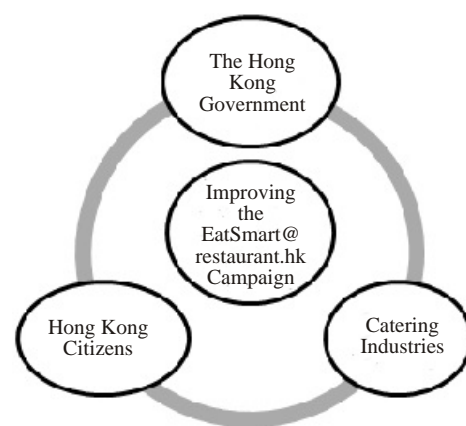 The Hong
Kong
Government
Improving
the
EatSmart@
restaurant.hk
Campaign
Hong Kong
Citizens
Catering
Industries